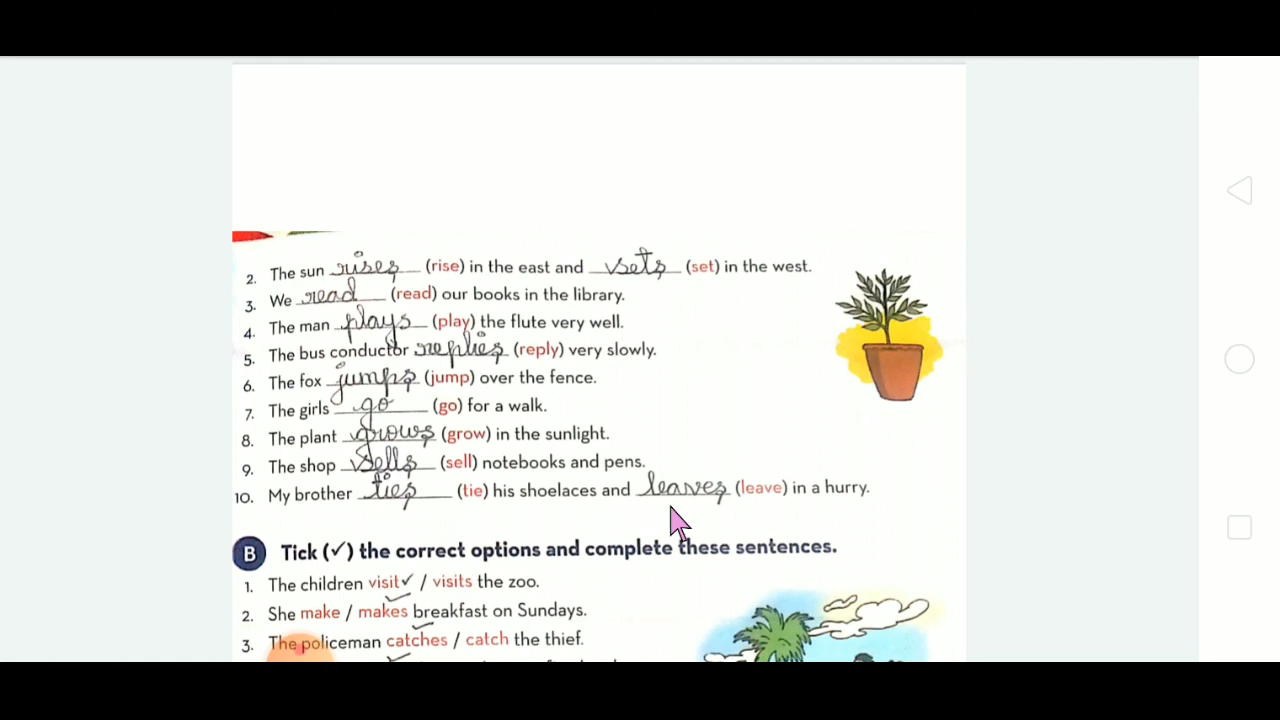 2. The sun rises (rise) in the east and sets (set) in the west.
3. We read (read) our books in the library.
4. The man plays (play) the flute very well.
5. The bus conductor replies (reply) very slowly.
6. The fox jumps (jump) over the fence.
7. The girls go (go) for a walk.
8. The plant grows (grow) in the sunlight.
9. The shop sells (sell) notebooks and pens.
10. My brother ties (tie) his shoelaces and leaves (leave) in a hurry.
B Tick (✓) the correct options and complete these sentences.
1. The children visit✓ / visits the zoo.
2. She make / makes ✓ breakfast on Sundays.
3. The policeman catches ✓ / catch the thief.